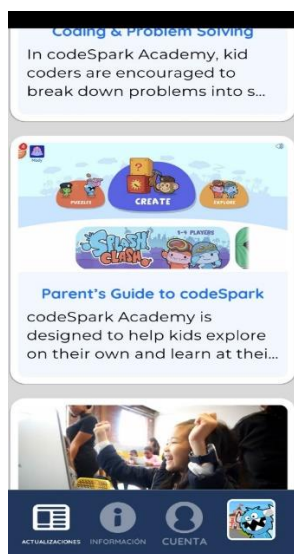 Coding & Problem Solving
In codeSpark Academy, kid
coders are encouraged to
break down problems into s...
PUZZLES
CREATE
EXPLORE
1-4 PLAYERS
SPLASH
CLASH
Parent's Guide to codeSpark
codeSpark Academy is
designed to help kids explore
on their own and learn at thei...
ACTUALIZACIONES
INFORMACIÓN
CUENTA